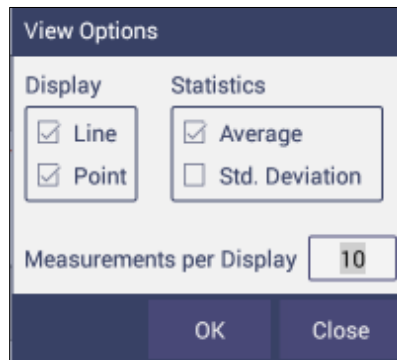 View Options
Display Statistics
Line Average
Point Std. Deviation
Measurements per Display 10
OK Close